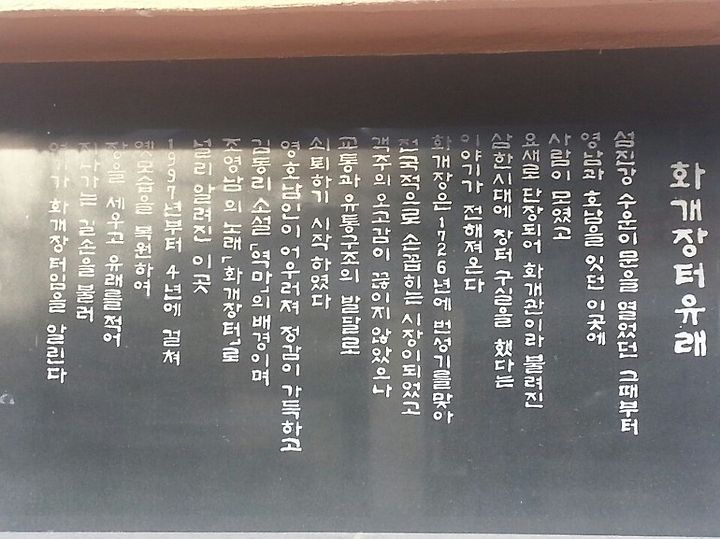 화개장터유래
섬진강 수운이 문을 열었던 그때부터
영남과 호남을 잇던 이곳에
사람이 모였고
요새로 단장되어 화개관이라 불려진
삼한시대에 장터 구실을 했다는
이야기가 전해져온다
화개장은 1726년에 번성기를 맞아
전국적으로 손꼽히는 시장이 되었고
객주의 오고감이 끊이지 않았으나
교통과 유통구조의 발달로
쇠퇴하기 시작하였다
영호남인이 어우러져 정감이 가득하고
김동리 소설 「역마」의 배경이며
조영남의 노래 「화개장터」로
널리 알려진 이곳
1997년부터 4년에 걸쳐
옛모습을 복원하여
장을 세우고 유래를 적어
지나가는 길손을 불러
여기가 화개장터임을 알린다